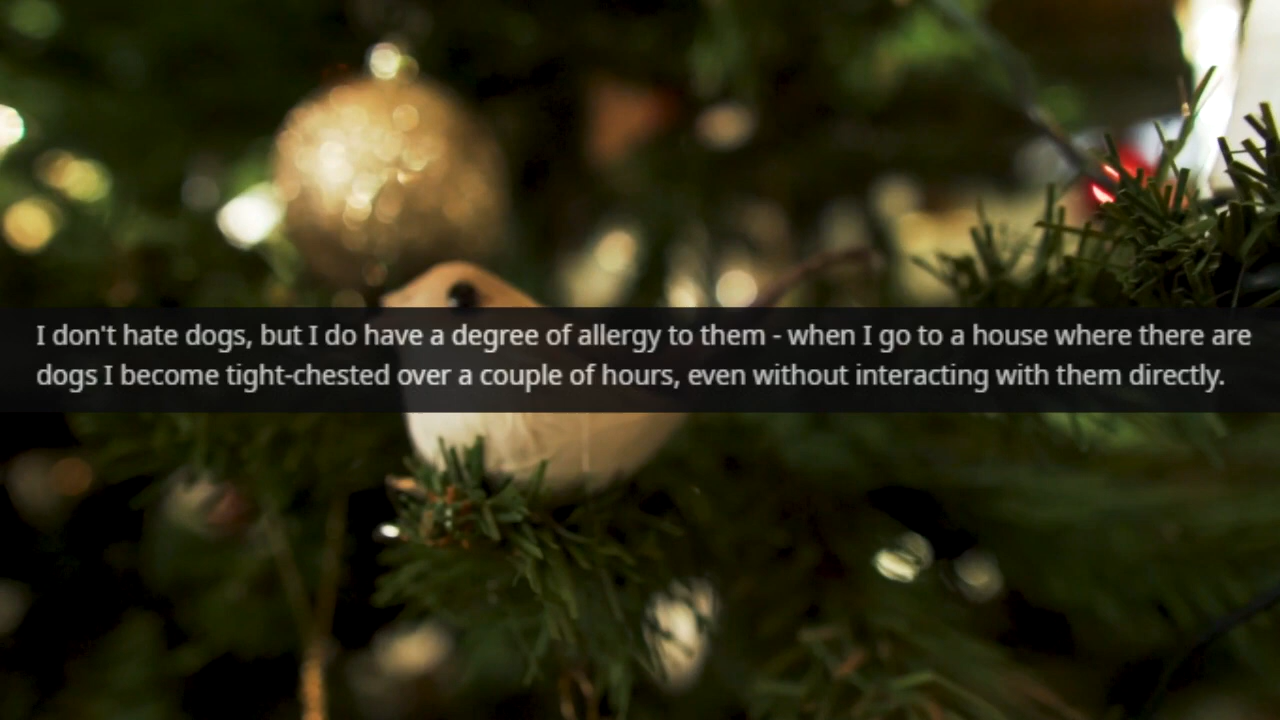 I don't hate dogs, but I do have a degree of allergy to them - when I go to a house where there are
dogs I become tight-chested over a couple of hours, even without interacting with them directly.